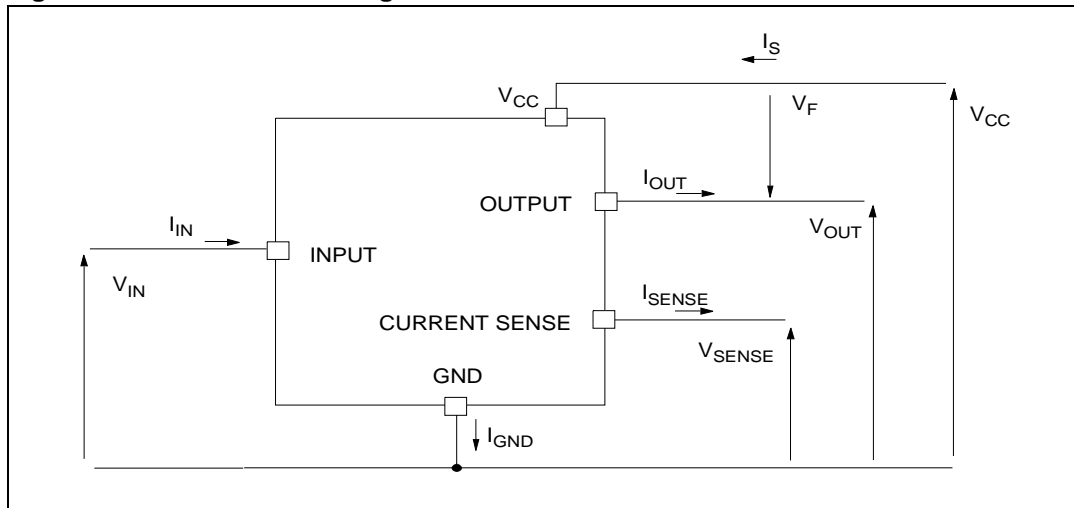 I_S
V_CC
V_F
V_CC
I_OUT
OUTPUT
V_OUT
I_IN
INPUT
V_IN
I_SENSE
CURRENT SENSE
V_SENSE
GND
I_GND